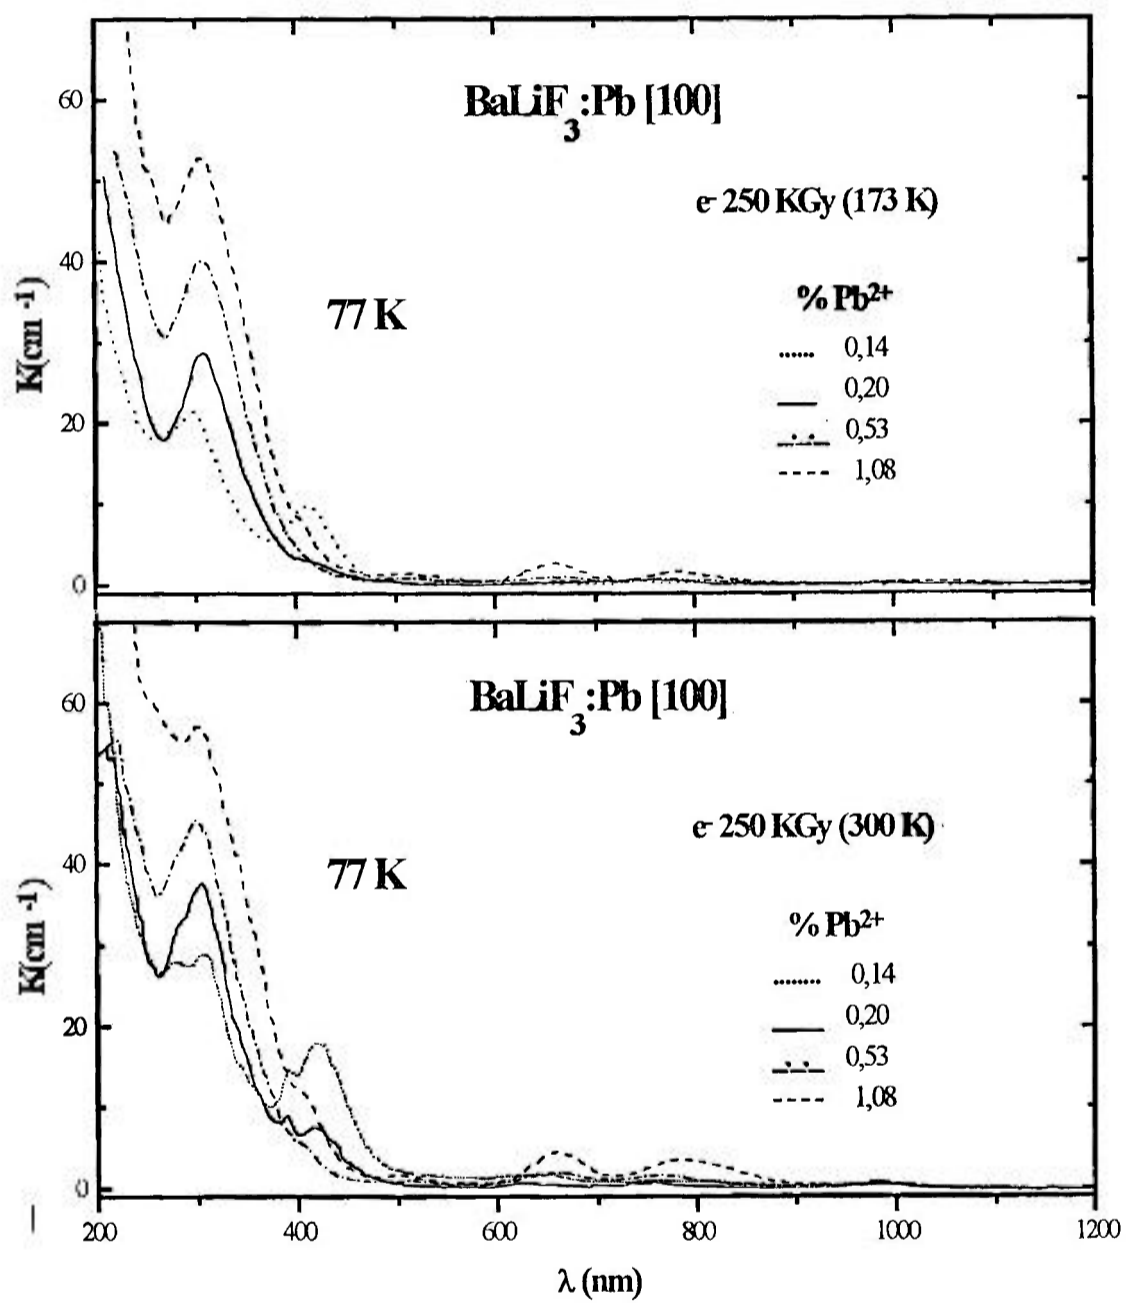 BaLiF3:Pb [100]
e- 250 KGy (173 K)
77 K
% Pb2+
0,14
0,20
0,53
1,08
K(cm -1)
60
40
20
0
BaLiF3:Pb [100]
e- 250 KGy (300 K)
77 K
% Pb2+
0,14
0,20
0,53
1,08
K(cm -1)
60
40
20
0
200 400 600 800 1000 1200
λ (nm)